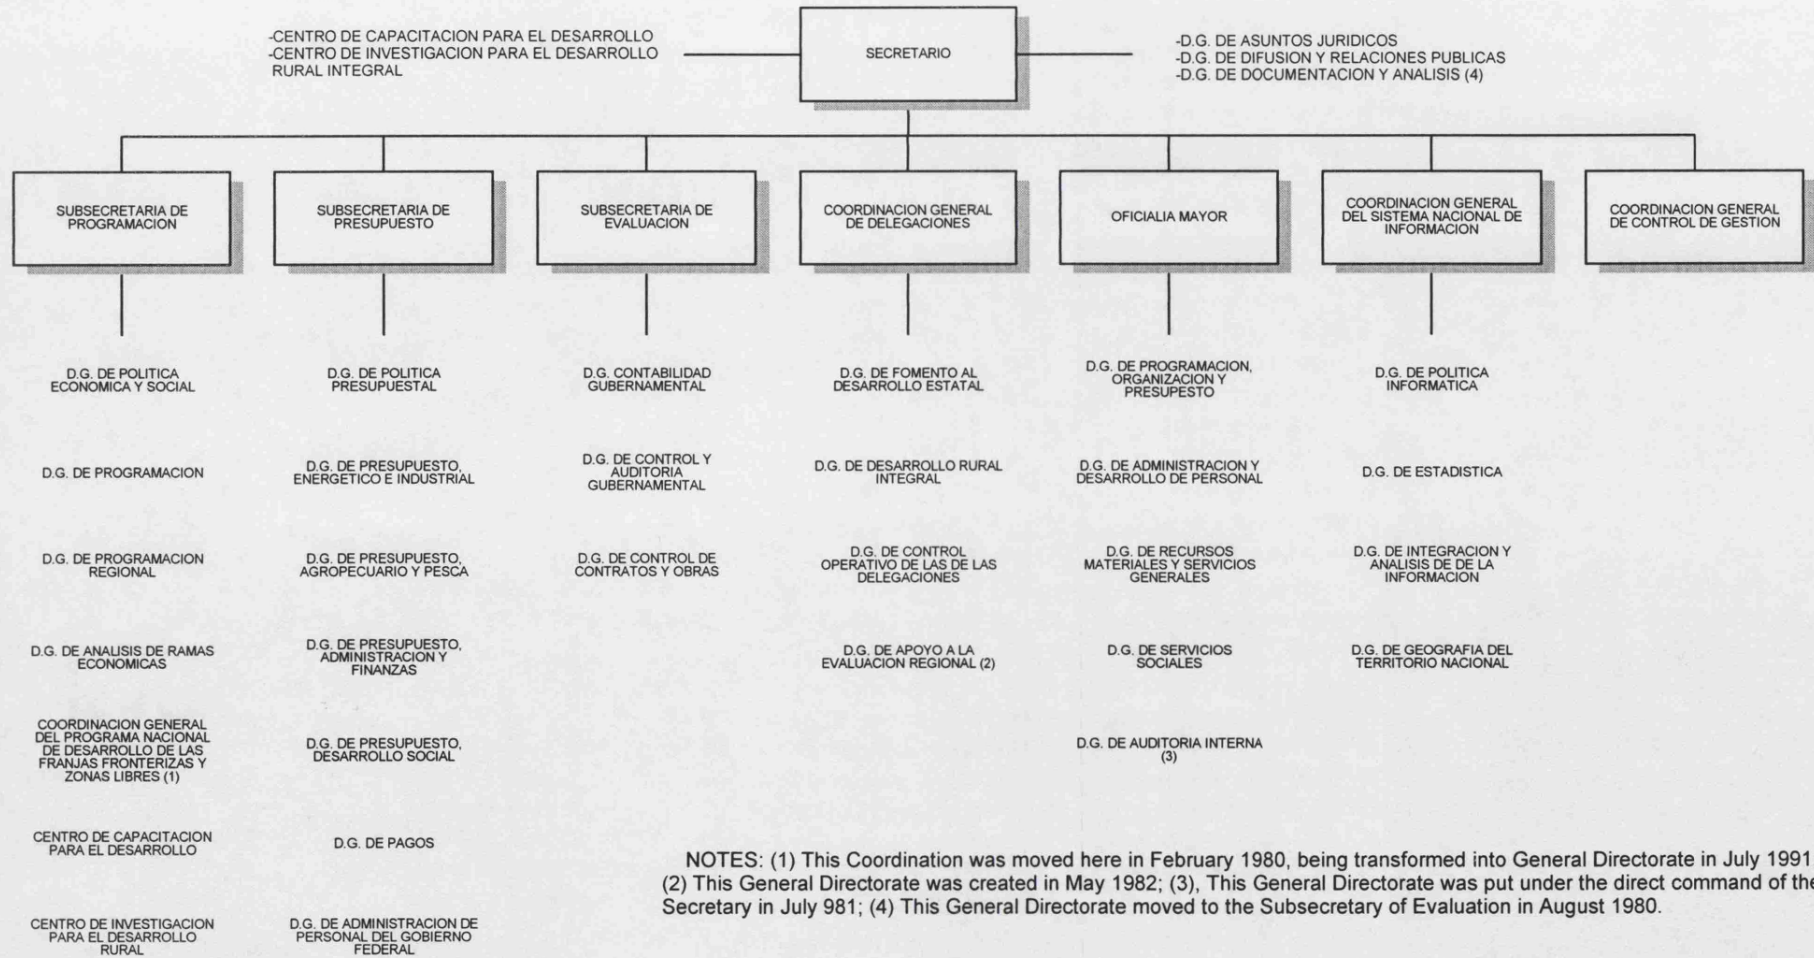 -CENTRO DE CAPACITACION PARA EL DESARROLLO
-CENTRO DE INVESTIGACION PARA EL DESARROLLO
RURAL INTEGRAL
SECRETARIO
-D.G. DE ASUNTOS JURIDICOS
-D.G. DE DIFUSION Y RELACIONES PUBLICAS
-D.G. DE DOCUMENTACION Y ANALISIS (4)
SUBSECRETARIA DE
PROGRAMACION
SUBSECRETARIA DE
PRESUPUESTO
SUBSECRETARIA DE
EVALUACION
COORDINACION GENERAL
DE DELEGACIONES
OFICIALIA MAYOR
COORDINACION GENERAL
DEL SISTEMA NACIONAL DE
INFORMACION
COORDINACION GENERAL
DE CONTROL DE GESTION
D.G. DE POLITICA
ECONOMICA Y SOCIAL
D.G. DE POLITICA
PRESUPUESTAL
D.G. CONTABILIDAD
GUBERNAMENTAL
D.G. DE FOMENTO AL
DESARROLLO ESTATAL
D.G. DE PROGRAMACION,
ORGANIZACION Y
PRESUPESTO
D.G. DE POLITICA
INFORMATICA
D.G. DE PROGRAMACION
D.G. DE PRESUPUESTO,
ENERGETICO E INDUSTRIAL
D.G. DE CONTROL Y
AUDITORIA
GUBERNAMENTAL
D.G. DE DESARROLLO RURAL
INTEGRAL
D.G. DE ADMINISTRACION Y
DESARROLLO DE PERSONAL
D.G. DE ESTADISTICA
D.G. DE PROGRAMACION
REGIONAL
D.G. DE PRESUPUESTO,
AGROPECUARIO Y PESCA
D.G. DE CONTROL DE
CONTRATOS Y OBRAS
D.G. DE CONTROL
OPERATIVO DE LAS DE LAS
DELEGACIONES
D.G. DE RECURSOS
MATERIALES Y SERVICIOS
GENERALES
D.G. DE INTEGRACION Y
ANALISIS DE DE LA
INFORMACION
D.G. DE ANALISIS DE RAMAS
ECONOMICAS
D.G. DE PRESUPUESTO,
ADMINISTRACION Y
FINANZAS
D.G. DE APOYO A LA
EVALUACION REGIONAL (2)
D.G. DE SERVICIOS
SOCIALES
D.G. DE GEOGRAFIA DEL
TERRITORIO NACIONAL
COORDINACION GENERAL
DEL PROGRAMA NACIONAL
DE DESARROLLO DE LAS
FRANJAS FRONTERIZAS Y
ZONAS LIBRES (1)
D.G. DE PRESUPUESTO,
DESARROLLO SOCIAL
D.G. DE AUDITORIA INTERNA
(3)
CENTRO DE CAPACITACION
PARA EL DESARROLLO
D.G. DE PAGOS
CENTRO DE INVESTIGACION
PARA EL DESARROLLO
RURAL
D.G. DE ADMINISTRACION DE
PERSONAL DEL GOBIERNO
FEDERAL
NOTES: (1) This Coordination was moved here in February 1980, being transformed into General Directorate in July 1991
(2) This General Directorate was created in May 1982; (3), This General Directorate was put under the direct command of the
Secretary in July 981; (4) This General Directorate moved to the Subsecretary of Evaluation in August 1980.